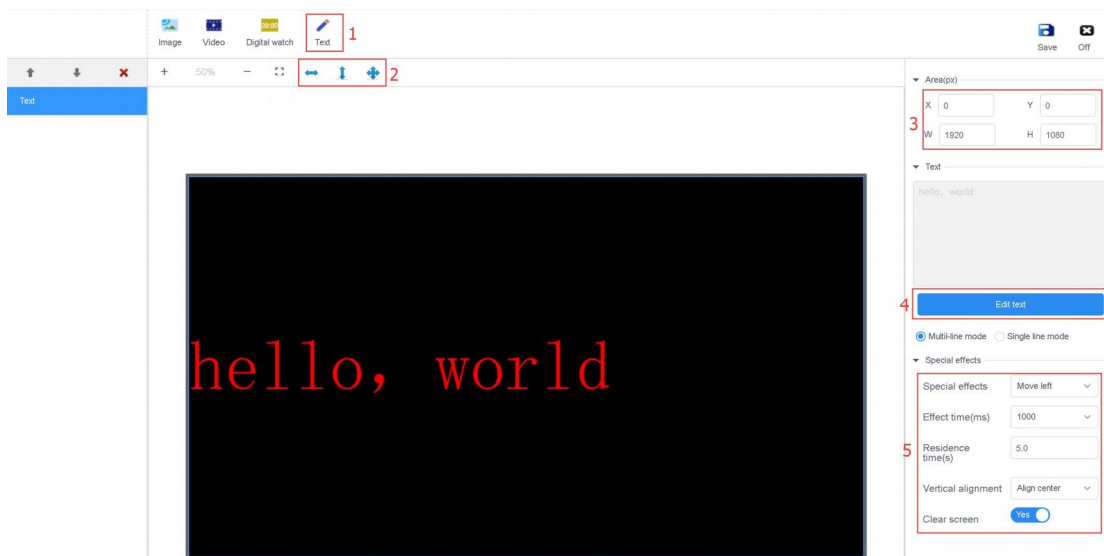 00:00
1
Image Video Digital watch Text
Save Off
+ 50% − 2
Area(px)
Text
X 0 Y 0
3
W 1920 H 1080
Text
hello，world
4 Edit text
Multil-line mode Single line mode
Special effects
Special effects Move left
Effect time(ms) 1000
5
Residence time(s) 5.0
Vertical alignment Align center
Clear screen Yes
hello，world